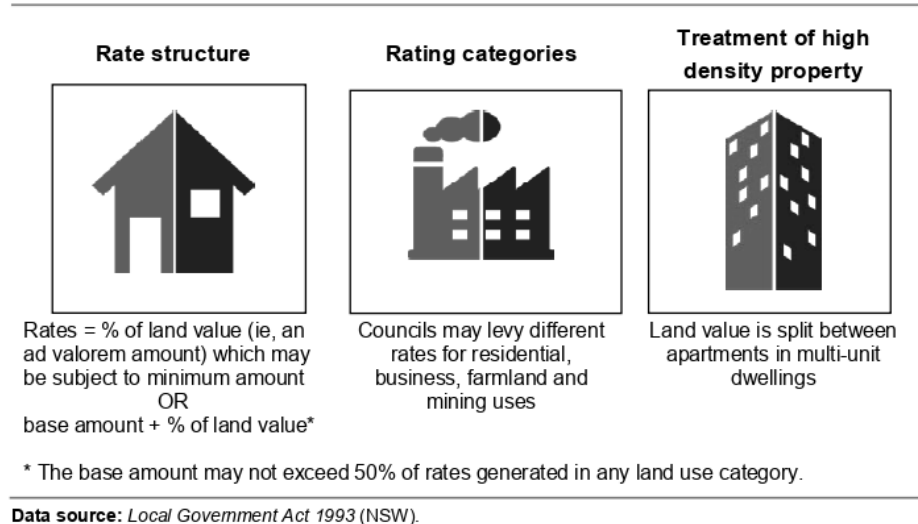 Rate structure
Rating categories
Treatment of high
density property
Rates = % of land value (ie, an
ad valorem amount) which may
be subject to minimum amount
OR
base amount + % of land value*
Councils may levy different
rates for residential,
business, farmland and
mining uses
Land value is split between
apartments in multi-unit
dwellings
* The base amount may not exceed 50% of rates generated in any land use category.
Data source: Local Government Act 1993 (NSW).